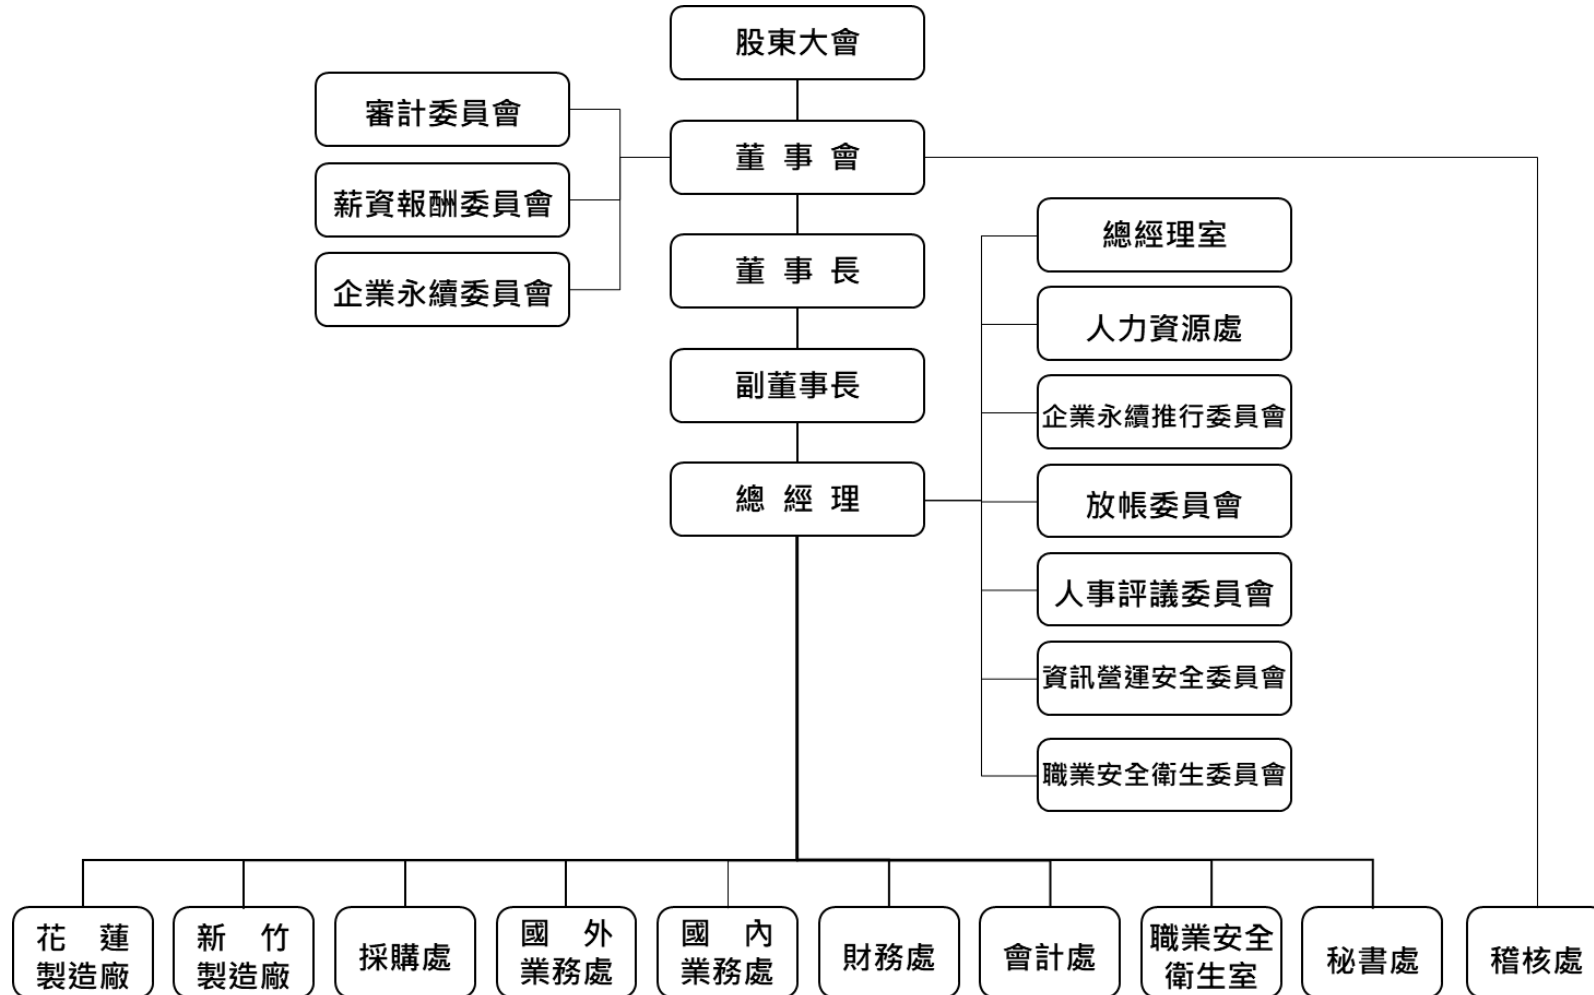 股東大會
審計委員會
董事會
薪資報酬委員會
總經理室
董事長
企業永續委員會
人力資源處
副董事長
企業永續推行委員會
總經理
放帳委員會
人事評議委員會
資訊營運安全委員會
職業安全衛生委員會
花蓮
製造廠
新竹
製造廠
採購處
國外
業務處
國內
業務處
財務處
會計處
職業安全
衛生室
秘書處
稽核處